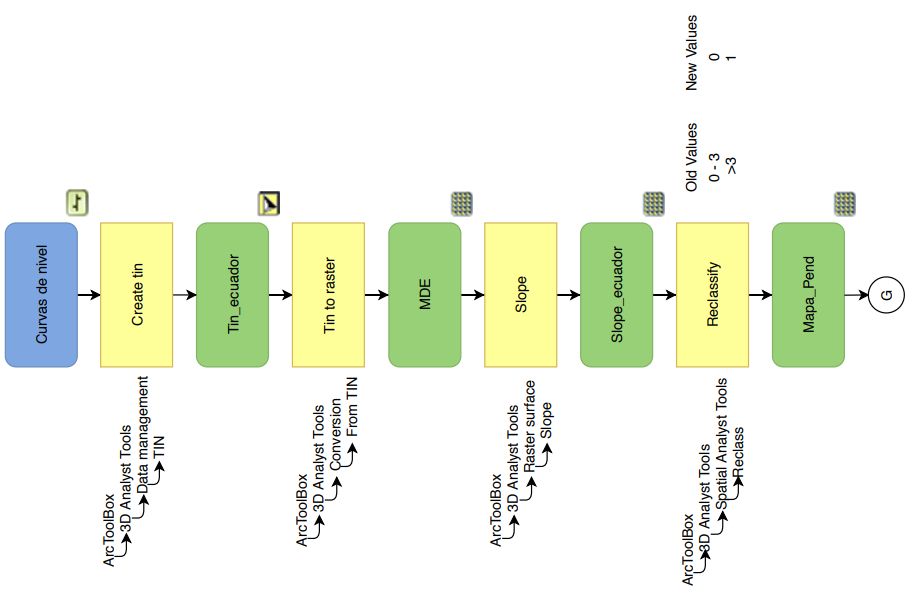 Curvas de nivel
Create tin
Tin_ecuador
Tin to raster
MDE
Slope
Slope_ecuador
Reclassify
Mapa_Pend
G
ArcToolBox
3D Analyst Tools
Data management
TIN
ArcToolBox
3D Analyst Tools
Conversion
From TIN
ArcToolBox
3D Analyst Tools
Raster surface
Slope
ArcToolBox
3D Analyst Tools
Spatial Analyst Tools
Reclass
Old Values New Values
0 - 3 0
>3 1